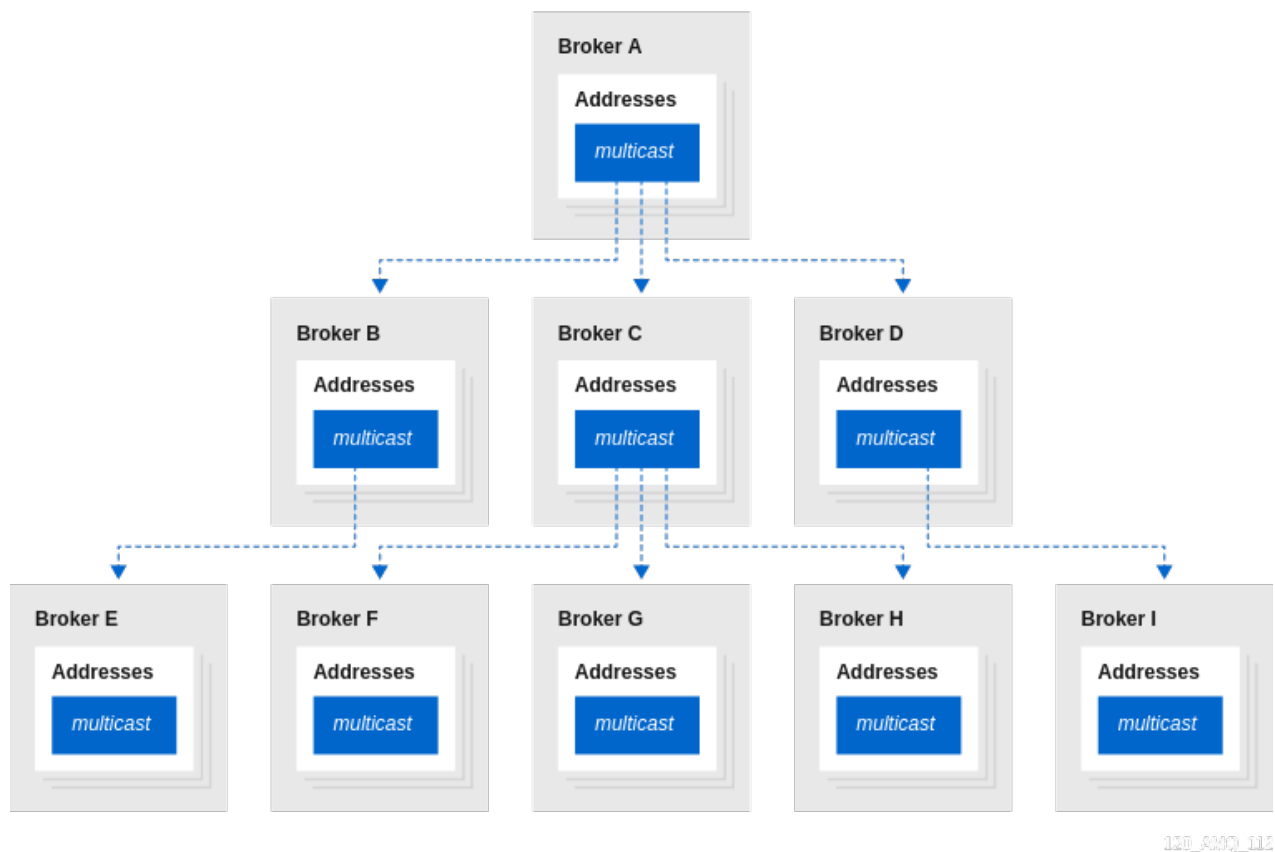 Broker A
Addresses
multicast
Broker B
Broker C
Broker D
Addresses
Addresses
Addresses
multicast
multicast
multicast
Broker E
Broker F
Broker G
Broker H
Broker I
Addresses
Addresses
Addresses
Addresses
Addresses
multicast
multicast
multicast
multicast
multicast